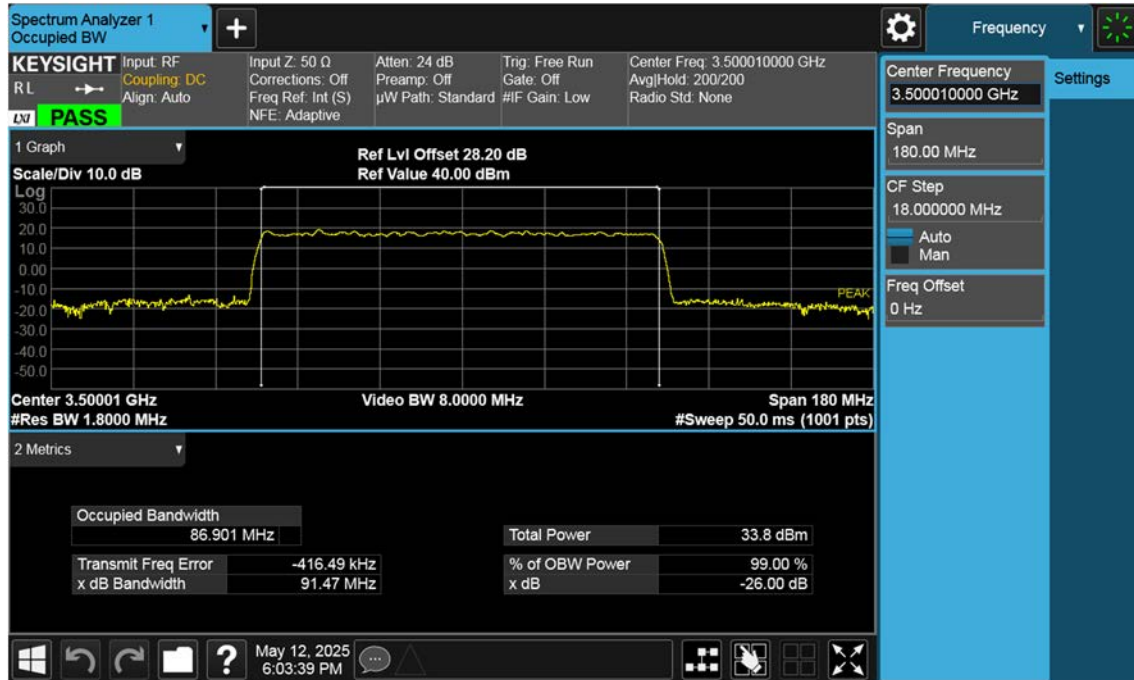 Spectrum Analyzer 1
Occupied BW
+
Frequency
KEYSIGHT
R L
LXI
PASS
Input: RF
Coupling: DC
Align: Auto
Input Z: 50 Ω
Corrections: Off
Freq Ref: Int (S)
NFE: Adaptive
Atten: 24 dB
Preamp: Off
µW Path: Standard
Trig: Free Run
Gate: Off
#IF Gain: Low
Center Freq: 3.500010000 GHz
Avg|Hold: 200/200
Radio Std: None
1 Graph
Scale/Div 10.0 dB
Ref Lvl Offset 28.20 dB
Ref Value 40.00 dBm
Log
30.0
20.0
10.0
0.00
-10.0
-20.0
-30.0
-40.0
-50.0
PEAK
Center 3.50001 GHz
#Res BW 1.8000 MHz
Video BW 8.0000 MHz
Span 180 MHz
#Sweep 50.0 ms (1001 pts)
2 Metrics
Occupied Bandwidth
86.901 MHz
Transmit Freq Error -416.49 kHz
x dB Bandwidth 91.47 MHz
Total Power 33.8 dBm
% of OBW Power 99.00 %
x dB -26.00 dB
Center Frequency
3.500010000 GHz
Settings
Span
180.00 MHz
CF Step
18.000000 MHz
Auto
Man
Freq Offset
0 Hz
?
May 12, 2025
6:03:39 PM